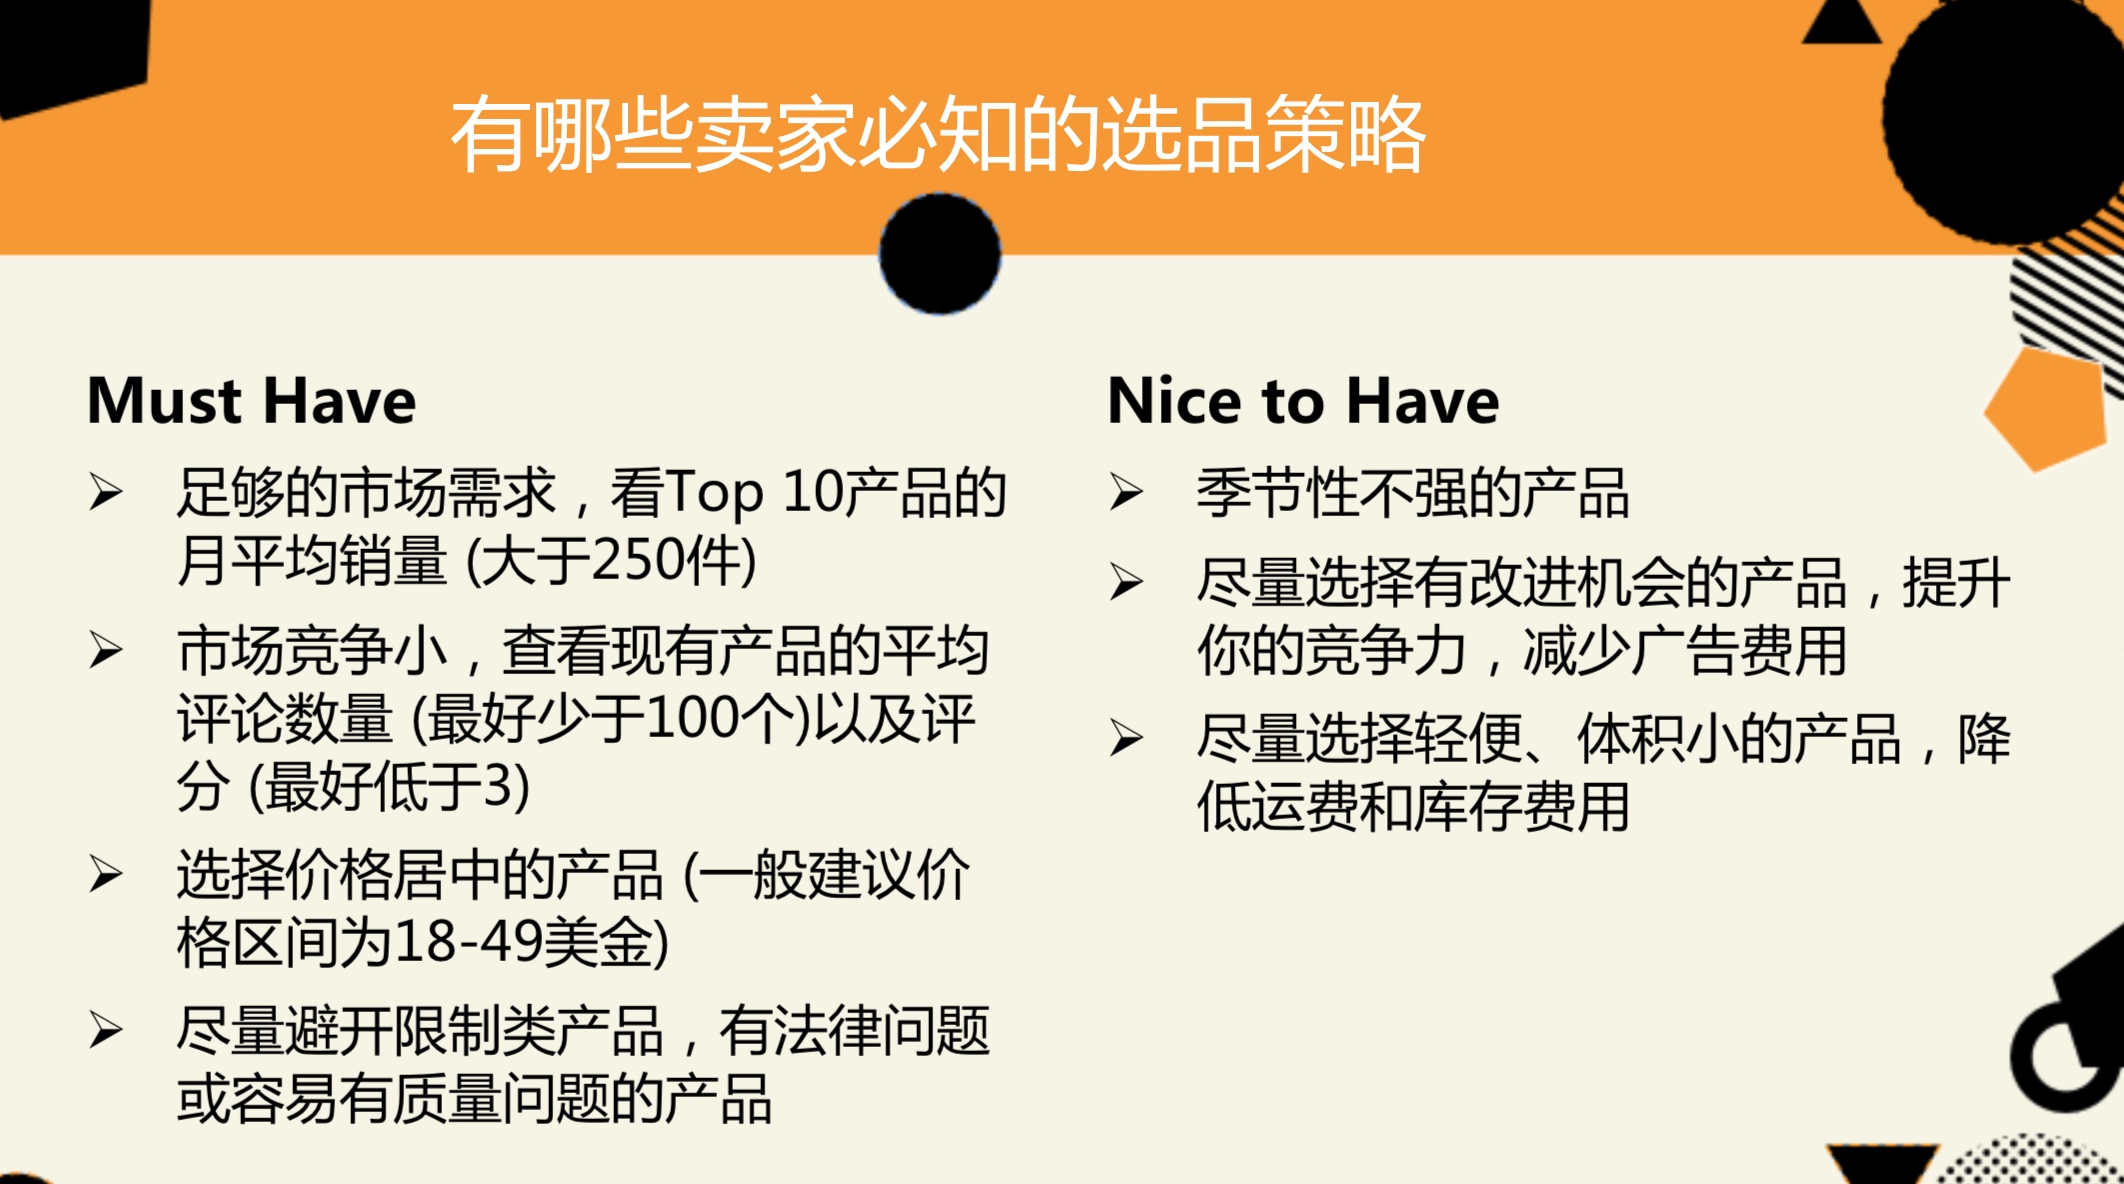 有哪些卖家必知的选品策略
Must Have
➢ 足够的市场需求，看Top 10产品的
月平均销量 (大于250件)
➢ 市场竞争小，查看现有产品的平均
评论数量 (最好少于100个)以及评
分 (最好低于3)
➢ 选择价格居中的产品 (一般建议价
格区间为18-49美金)
➢ 尽量避开限制类产品，有法律问题
或容易有质量问题的产品
Nice to Have
➢ 季节性不强的产品
➢ 尽量选择有改进机会的产品，提升
你的竞争力，减少广告费用
➢ 尽量选择轻便、体积小的产品，降
低运费和库存费用